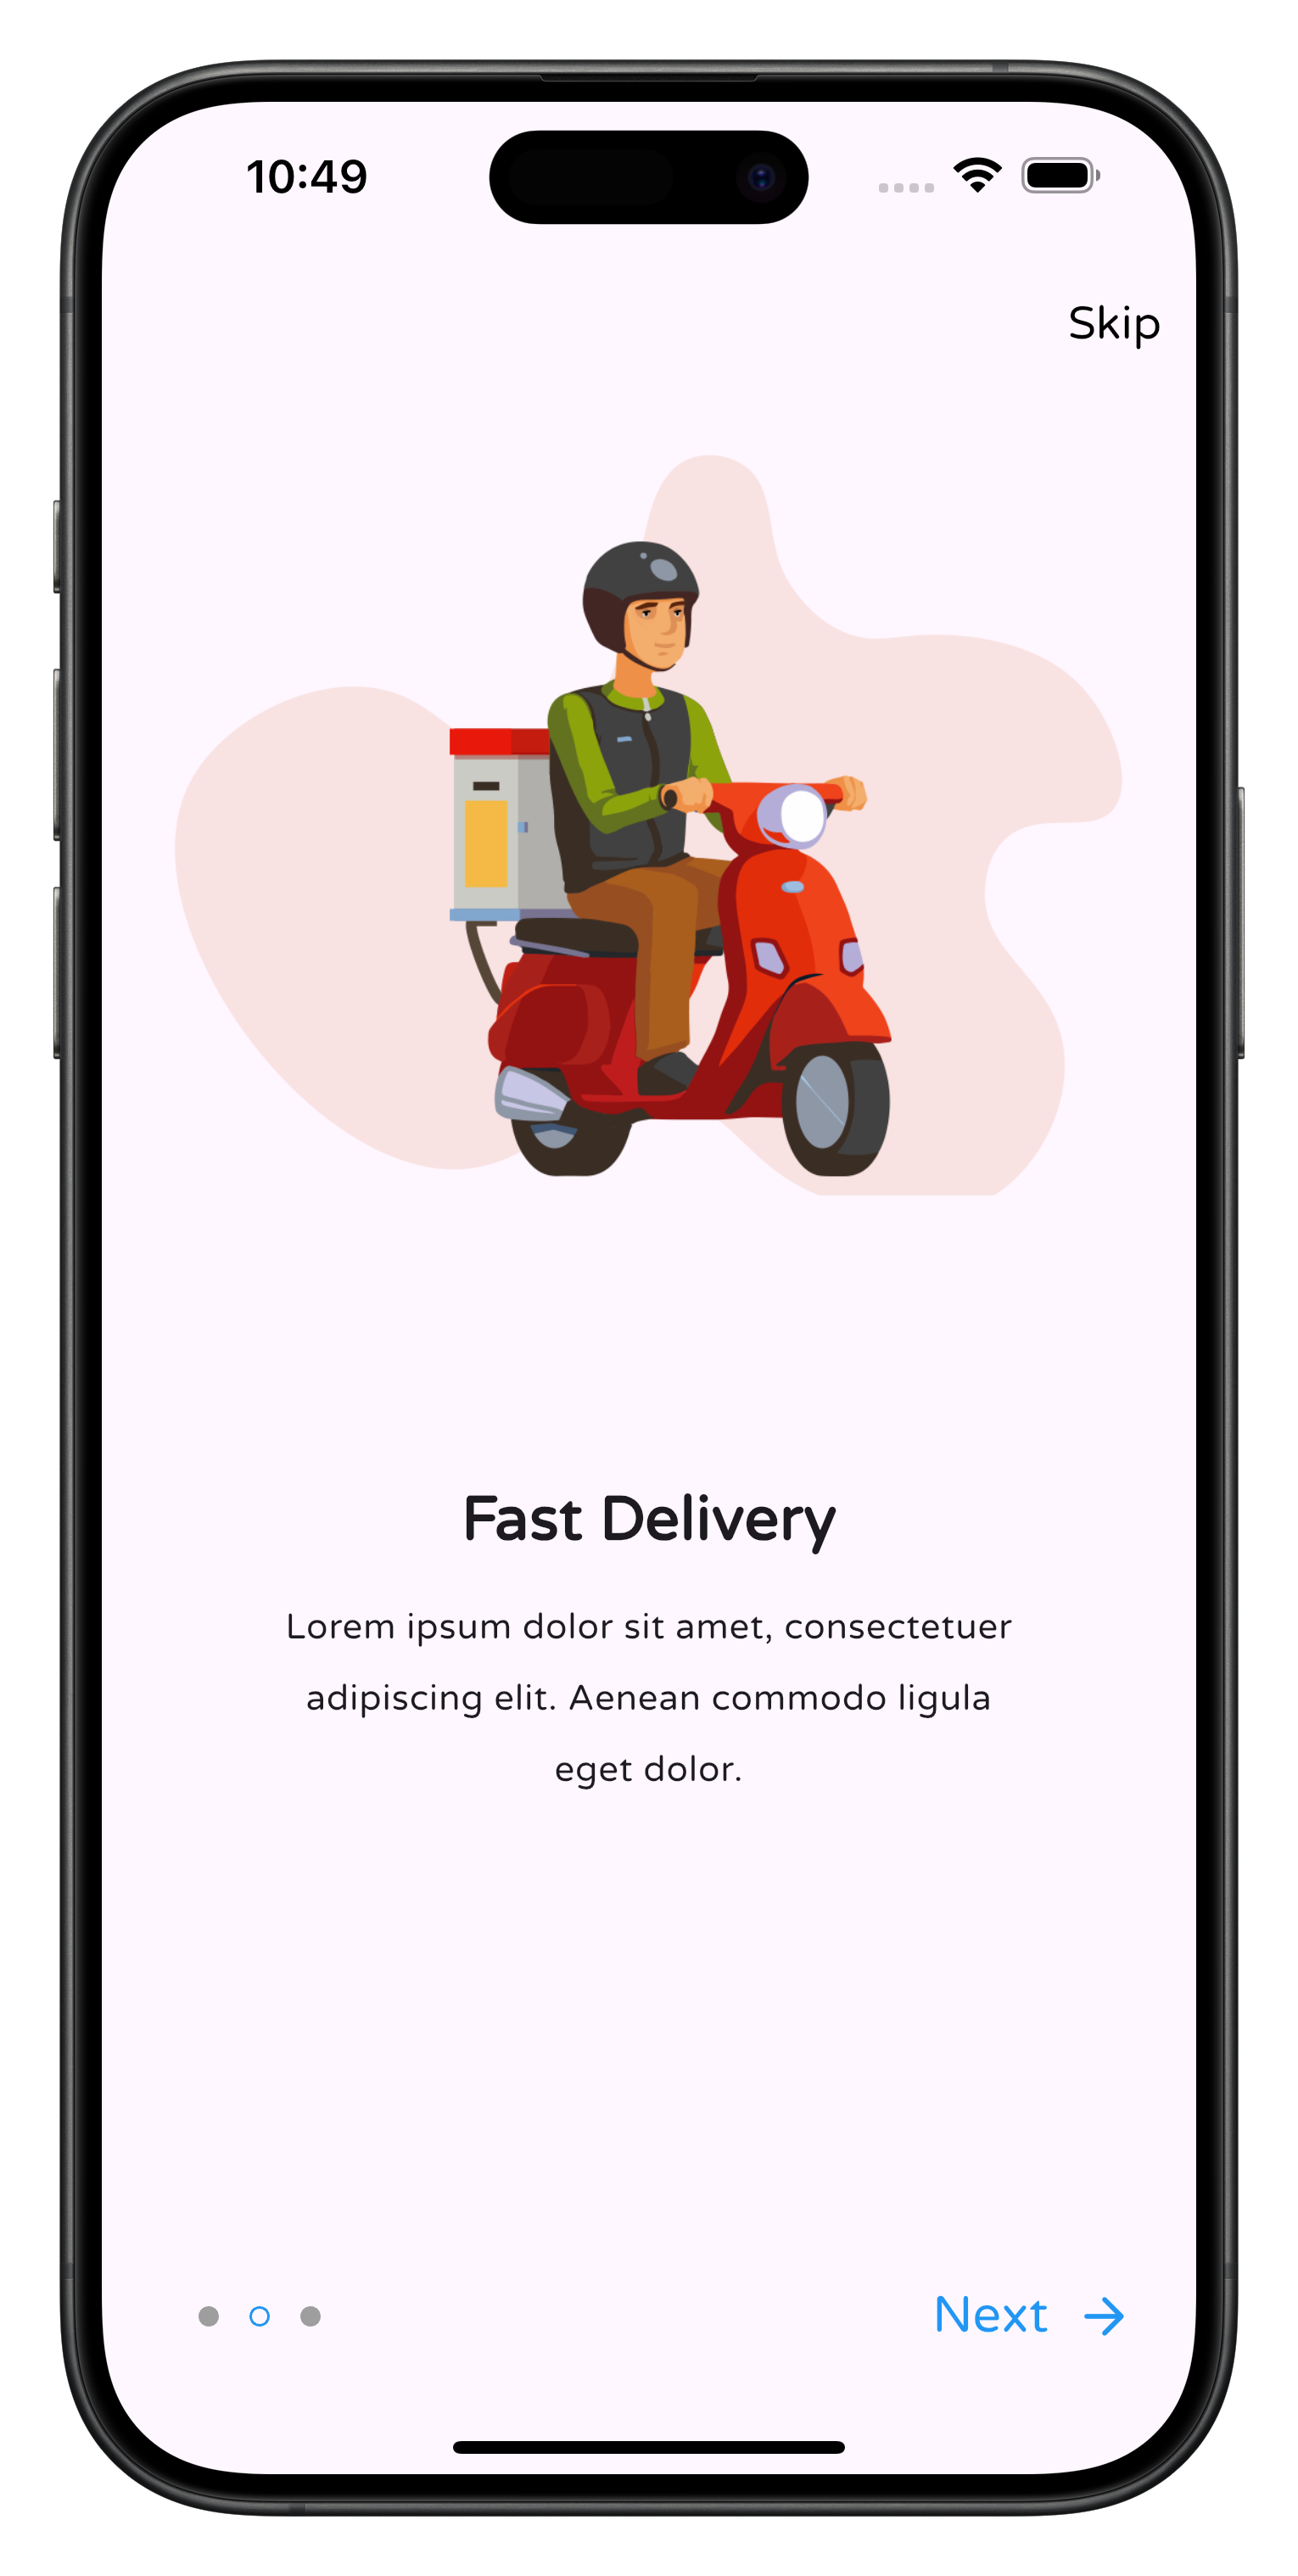 10:49
Skip
Fast Delivery
Lorem ipsum dolor sit amet, consectetuer
adipiscing elit. Aenean commodo ligula
eget dolor.
Next